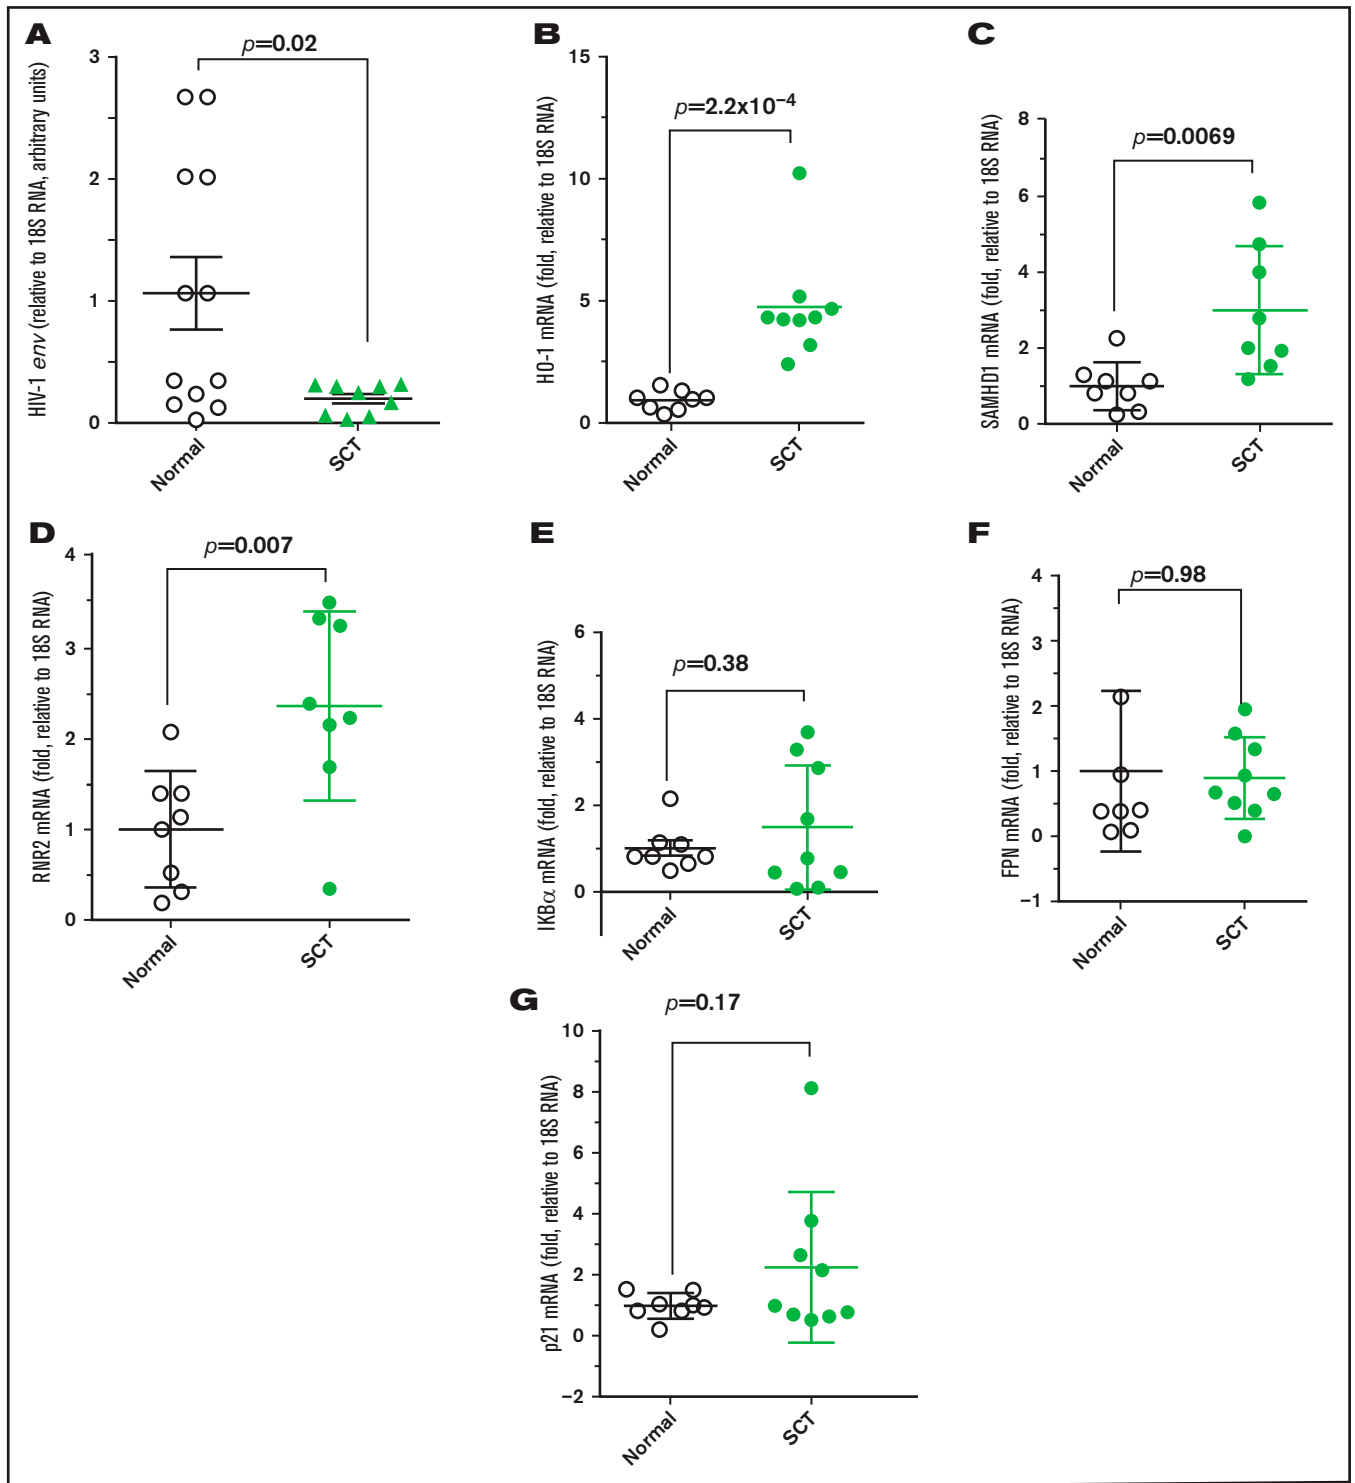 A
p=0.02
HIV-1 env (relative to 18S RNA, arbitrary units)
3
2
1
0
Normal
SCT
B
p=2.2x10⁻⁴
HO-1 mRNA (fold, relative to 18S RNA)
15
10
5
0
Normal
SCT
C
p=0.0069
SAMHD1 mRNA (fold, relative to 18S RNA)
8
6
4
2
0
Normal
SCT
D
p=0.007
RNR2 mRNA (fold, relative to 18S RNA)
4
3
2
1
0
Normal
SCT
E
p=0.38
IKBα mRNA (fold, relative to 18S RNA)
6
4
2
0
Normal
SCT
F
p=0.98
FPN mRNA (fold, relative to 18S RNA)
4
3
2
1
0
−1
Normal
SCT
G
p=0.17
p21 mRNA (fold, relative to 18S RNA)
10
8
6
4
2
0
−2
Normal
SCT